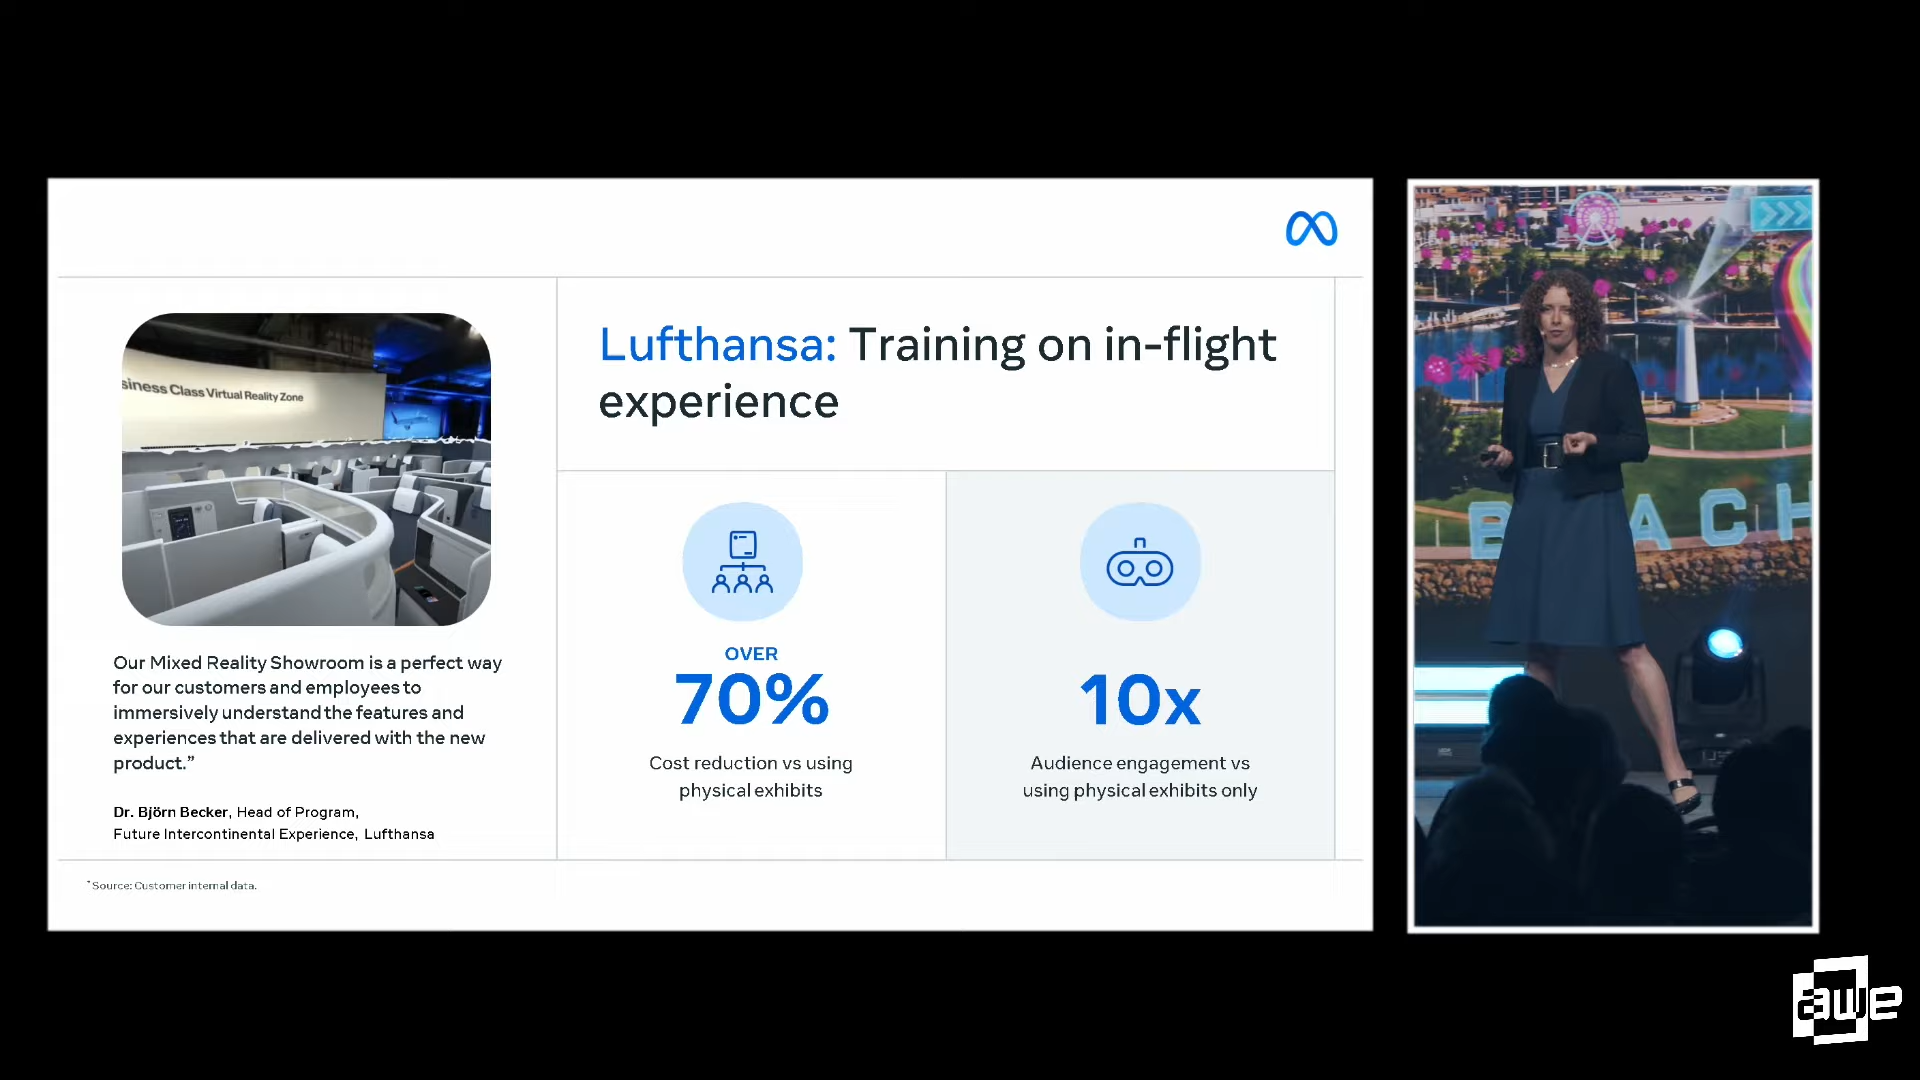 siness Class Virtual Reality Zone
Our Mixed Reality Showroom is a perfect way
for our customers and employees to
immersively understand the features and
experiences that are delivered with the new
product.”
Dr. Björn Becker, Head of Program,
Future Intercontinental Experience, Lufthansa
Lufthansa: Training on in-flight
experience
OVER
70%
Cost reduction vs using
physical exhibits
10x
Audience engagement vs
using physical exhibits only
*Source: Customer internal data.
B ACH
awe